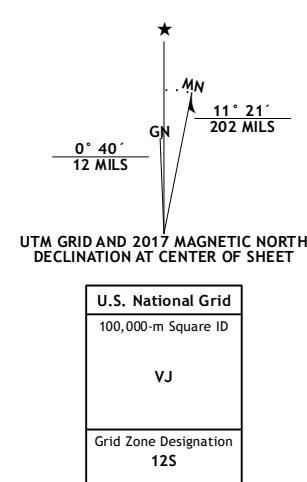 ★
MN
11° 21´
202 MILS
GN
0° 40´
12 MILS
UTM GRID AND 2017 MAGNETIC NORTH
DECLINATION AT CENTER OF SHEET
U.S. National Grid
100,000-m Square ID
VJ
Grid Zone Designation
12S